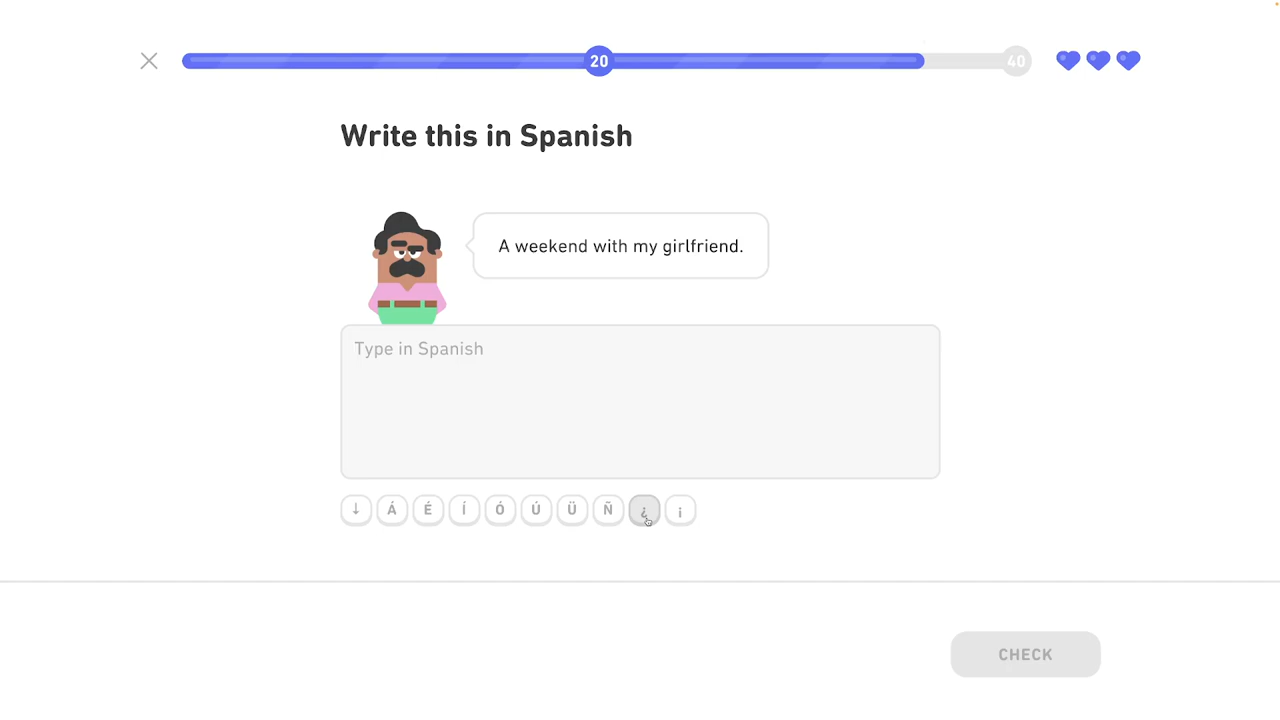 20
40
Write this in Spanish
A weekend with my girlfriend.
Type in Spanish
↓ Á É Í Ó Ú Ü Ñ ¿ ¡
CHECK